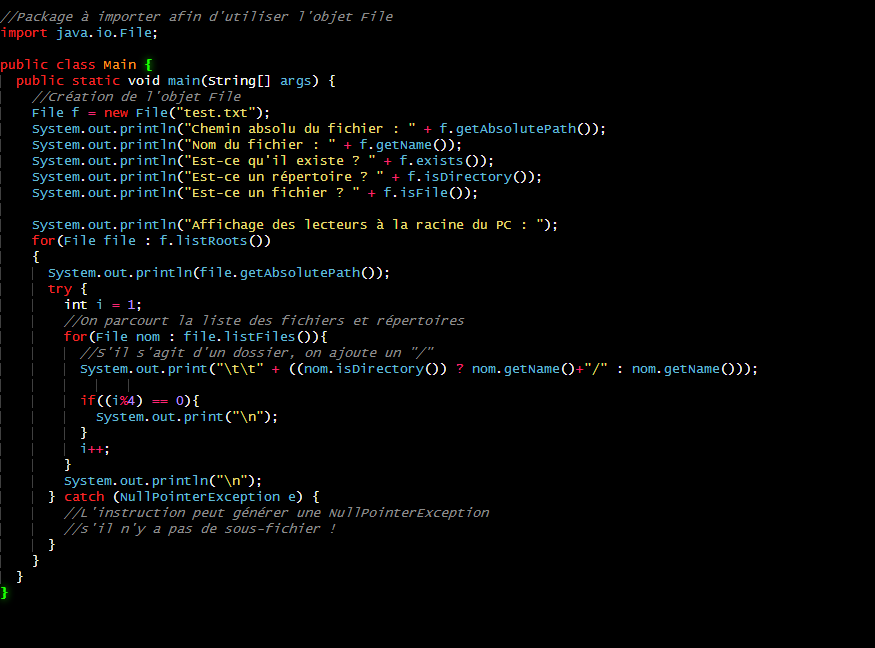 //Package à importer afin d'utiliser l'objet File
import java.io.File;
public class Main {
public static void main(String[] args) {
//Création de l'objet File
File f = new File("test.txt");
System.out.println("Chemin absolu du fichier : " + f.getAbsolutePath());
System.out.println("Nom du fichier : " + f.getName());
System.out.println("Est-ce qu'il existe ? " + f.exists());
System.out.println("Est-ce un répertoire ? " + f.isDirectory());
System.out.println("Est-ce un fichier ? " + f.isFile());
System.out.println("Affichage des lecteurs à la racine du PC : ");
for(File file : f.listRoots())
{
System.out.println(file.getAbsolutePath());
try {
int i = 1;
//On parcourt la liste des fichiers et répertoires
for(File nom : file.listFiles()){
//S'il s'agit d'un dossier, on ajoute un "/"
System.out.print("\t\t" + ((nom.isDirectory()) ? nom.getName()+"/" : nom.getName()));
if((i%4) == 0){
System.out.print("\n");
}
i++;
}
System.out.println("\n");
} catch (NullPointerException e) {
//L'instruction peut générer une NullPointerException
//s'il n'y a pas de sous-fichier !
}
}
}
}